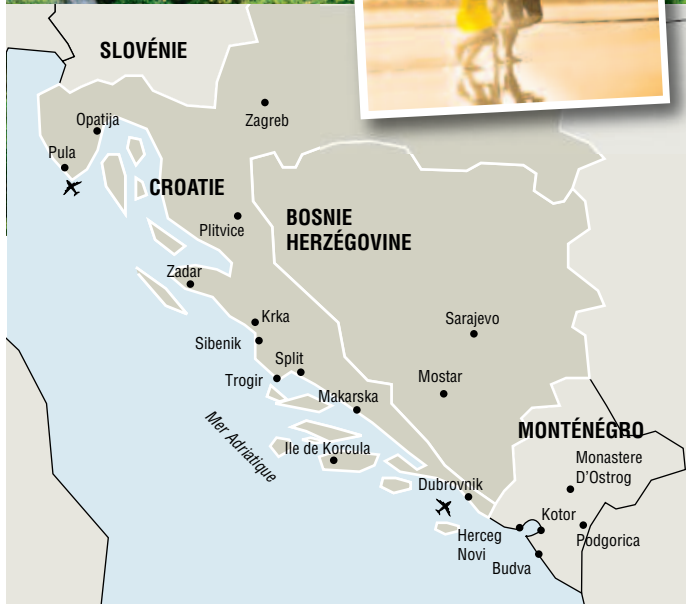 SLOVÉNIE
Opatija
Zagreb
Pula
CROATIE
BOSNIE
HERZÉGOVINE
Plitvice
Zadar
Krka
Sarajevo
Sibenik
Split
Trogir
Mostar
Makarska
Mer Adriatique
MONTÉNÉGRO
Ile de Korcula
Monastere
D'Ostrog
Dubrovnik
Kotor
Herceg
Novi
Podgorica
Budva